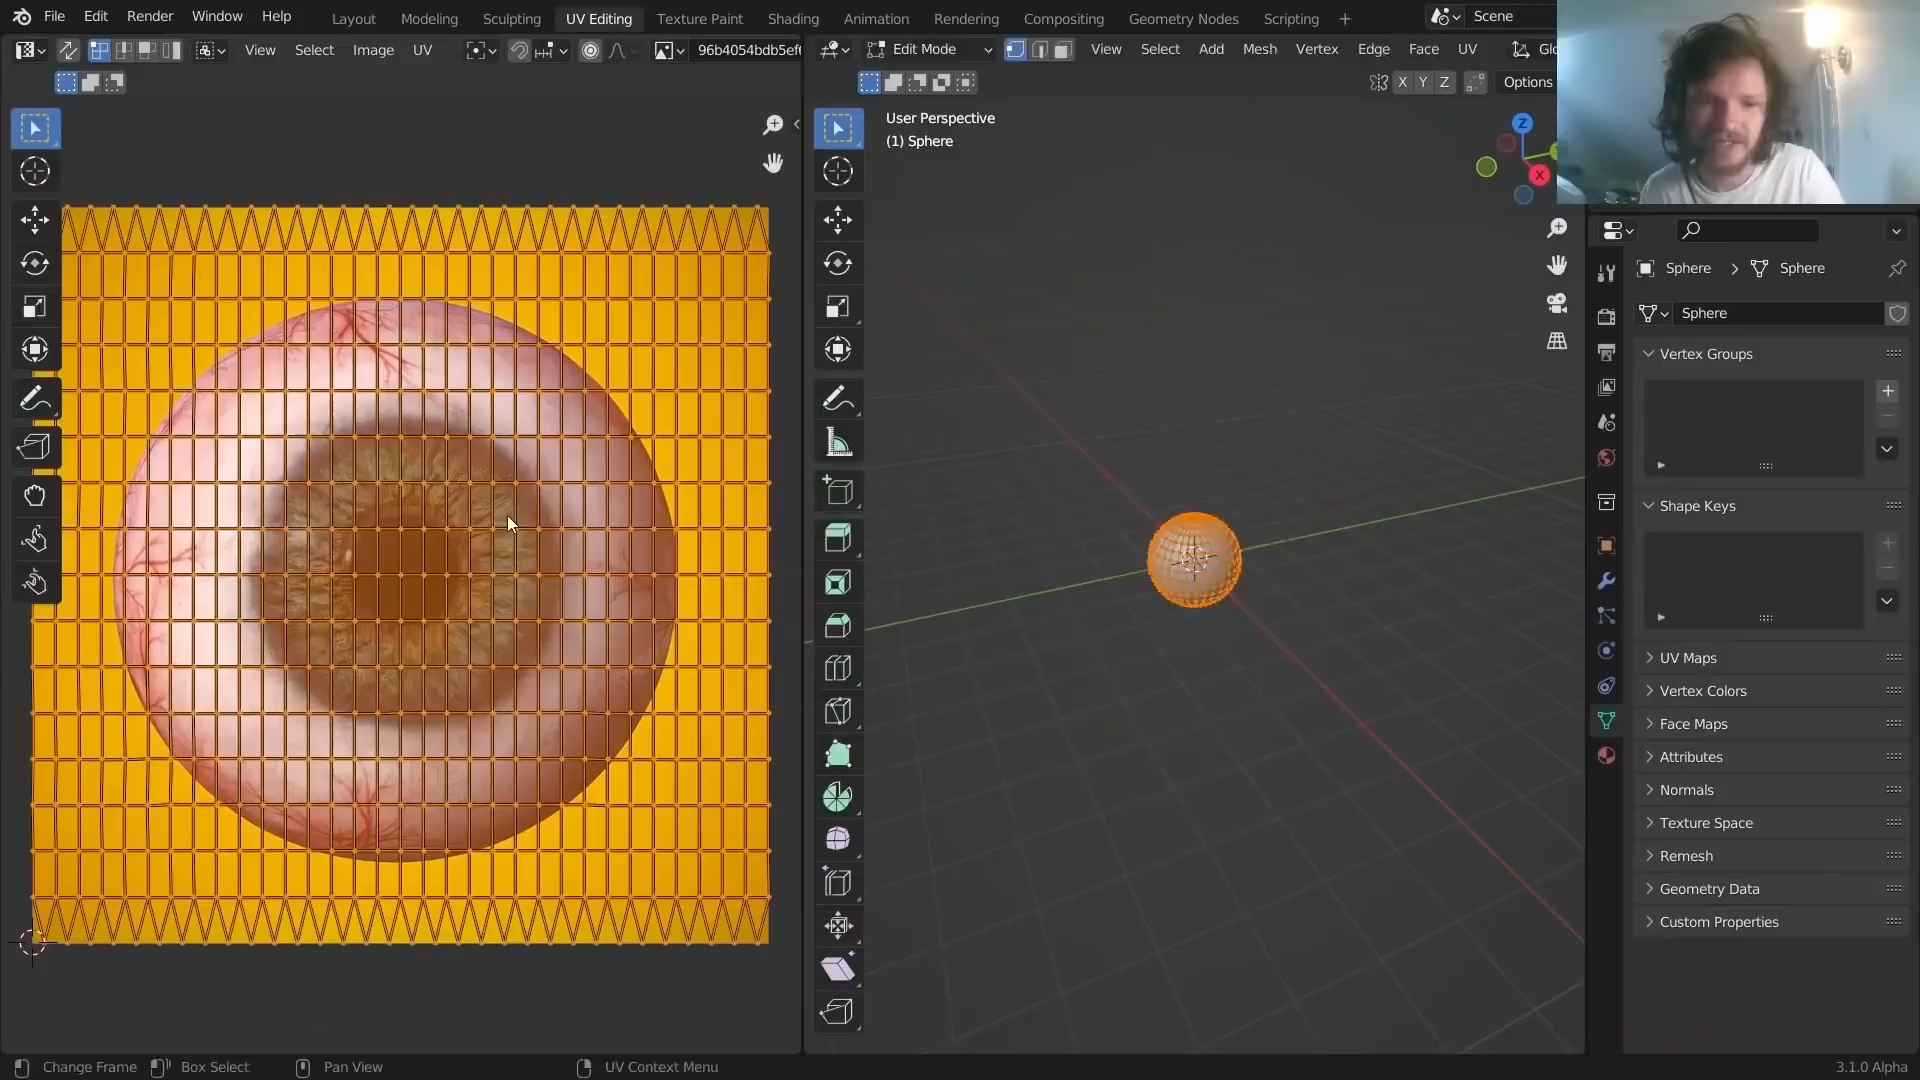 File Edit Render Window Help
Layout Modeling Sculpting UV Editing Texture Paint Shading Animation Rendering Compositing Geometry Nodes Scripting
Scene
View Select Image UV
96b4054bdb5ef
Edit Mode
View Select Add Mesh Vertex Edge Face UV
X Y Z
Options
User Perspective
(1) Sphere
Z
X
Sphere
Sphere
Sphere
Vertex Groups
Shape Keys
UV Maps
Vertex Colors
Face Maps
Attributes
Normals
Texture Space
Remesh
Geometry Data
Custom Properties
Change Frame
Box Select
Pan View
UV Context Menu
3.1.0 Alpha